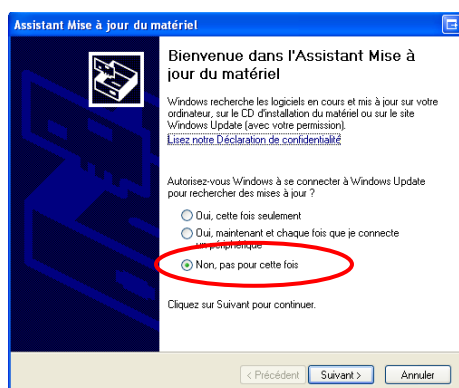 Assistant Mise à jour du matériel
Bienvenue dans l'Assistant Mise à
jour du matériel
Windows recherche les logiciels en cours et mis à jour sur votre
ordinateur, sur le CD d'installation du matériel ou sur le site
Windows Update (avec votre permission).
Lisez notre Déclaration de confidentialité
Autorisez-vous Windows à se connecter à Windows Update
pour rechercher des mises à jour ?
Oui, cette fois seulement
Oui, maintenant et chaque fois que je connecte
un périphérique
Non, pas pour cette fois
Cliquez sur Suivant pour continuer.
< Précédent Suivant > Annuler